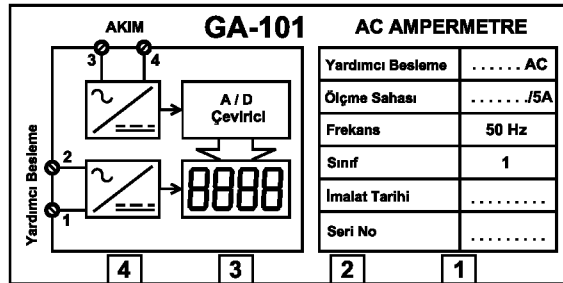 AKIM
GA-101
AC AMPERMETRE
3 4
Yardımcı Besleme ...... AC
A / D
Çevirici
Ölçme Sahası ......./5A
Frekans 50 Hz
Yardımcı Besleme
2
8888
Sınıf 1
1
İmalat Tarihi .........
Seri No .........
4 3 2 1